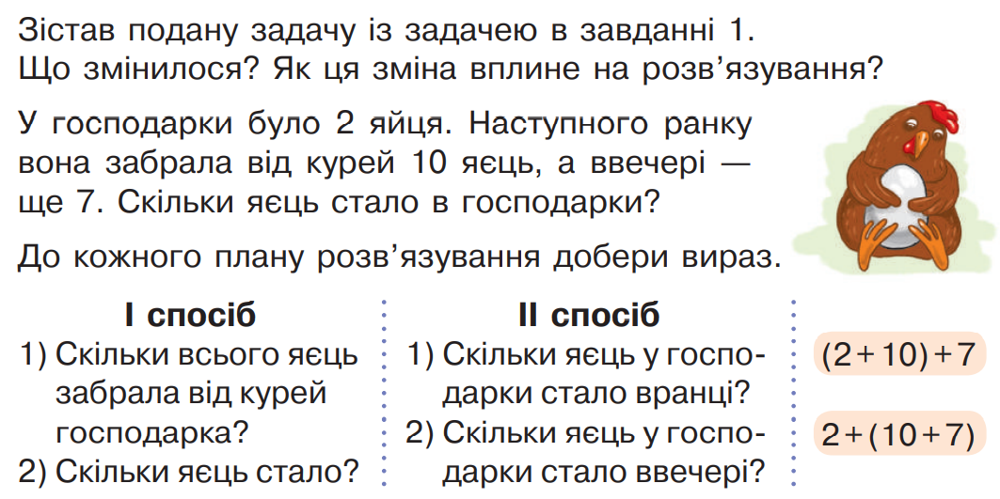 Зістав подану задачу із задачею в завданні 1.
Що змінилося? Як ця зміна вплине на розв’язування?
У господарки було 2 яйця. Наступного ранку
вона забрала від курей 10 яєць, а ввечері —
ще 7. Скільки яєць стало в господарки?
До кожного плану розв’язування добери вираз.
І спосіб
1) Скільки всього яєць
забрала від курей
господарка?
2) Скільки яєць стало?
ІІ спосіб
1) Скільки яєць у госпо-
дарки стало вранці?
2) Скільки яєць у госпо-
дарки стало ввечері?
(2 + 10) + 7
2 + (10 + 7)